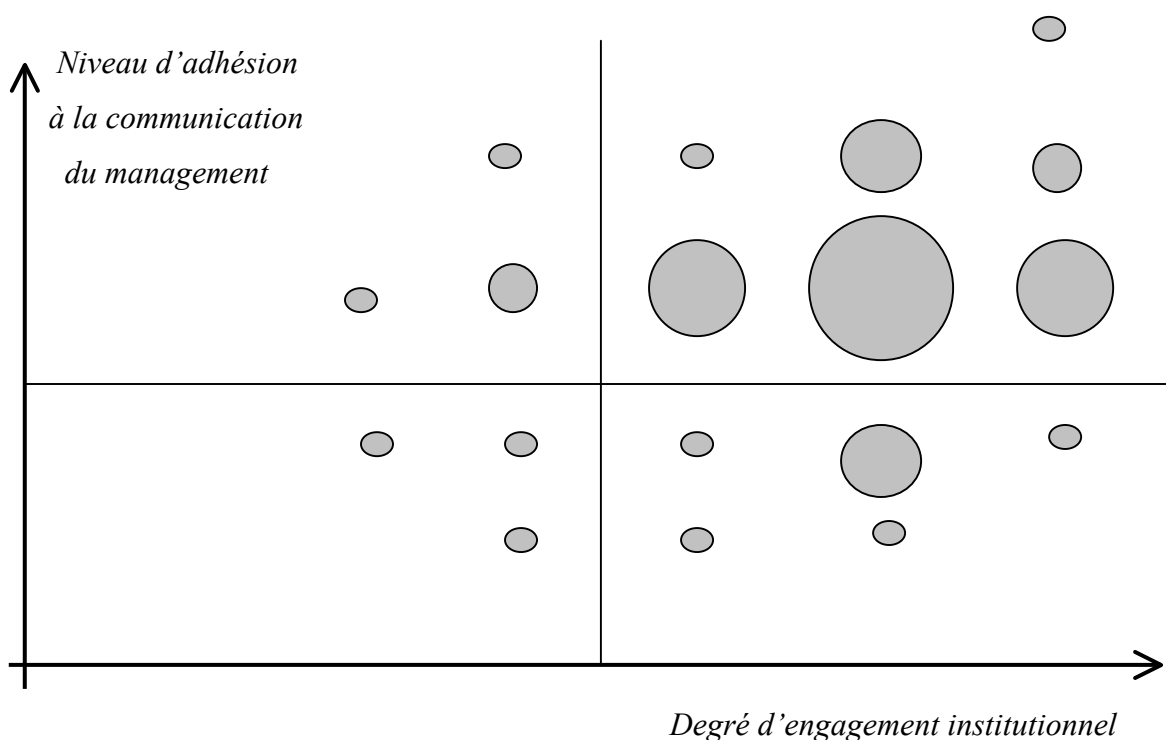 Niveau d’adhésion
à la communication
du management
Degré d’engagement institutionnel